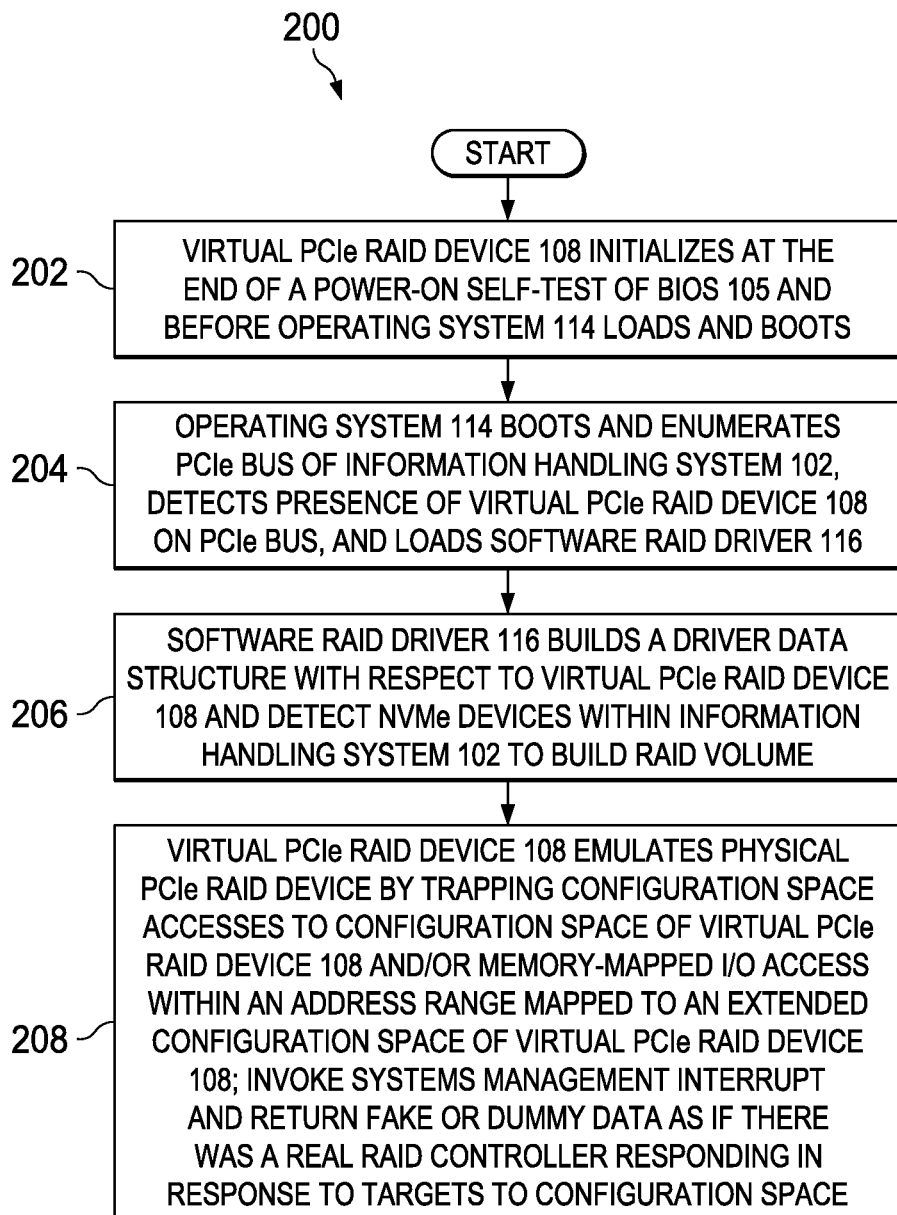 200
START
202
VIRTUAL PCIe RAID DEVICE 108 INITIALIZES AT THE
END OF A POWER-ON SELF-TEST OF BIOS 105 AND
BEFORE OPERATING SYSTEM 114 LOADS AND BOOTS
204
OPERATING SYSTEM 114 BOOTS AND ENUMERATES
PCIe BUS OF INFORMATION HANDLING SYSTEM 102,
DETECTS PRESENCE OF VIRTUAL PCIe RAID DEVICE 108
ON PCIe BUS, AND LOADS SOFTWARE RAID DRIVER 116
206
SOFTWARE RAID DRIVER 116 BUILDS A DRIVER DATA
STRUCTURE WITH RESPECT TO VIRTUAL PCIe RAID DEVICE
108 AND DETECT NVMe DEVICES WITHIN INFORMATION
HANDLING SYSTEM 102 TO BUILD RAID VOLUME
208
VIRTUAL PCIe RAID DEVICE 108 EMULATES PHYSICAL
PCIe RAID DEVICE BY TRAPPING CONFIGURATION SPACE
ACCESSES TO CONFIGURATION SPACE OF VIRTUAL PCIe
RAID DEVICE 108 AND/OR MEMORY-MAPPED I/O ACCESS
WITHIN AN ADDRESS RANGE MAPPED TO AN EXTENDED
CONFIGURATION SPACE OF VIRTUAL PCIe RAID DEVICE
108; INVOKE SYSTEMS MANAGEMENT INTERRUPT
AND RETURN FAKE OR DUMMY DATA AS IF THERE
WAS A REAL RAID CONTROLLER RESPONDING IN
RESPONSE TO TARGETS TO CONFIGURATION SPACE